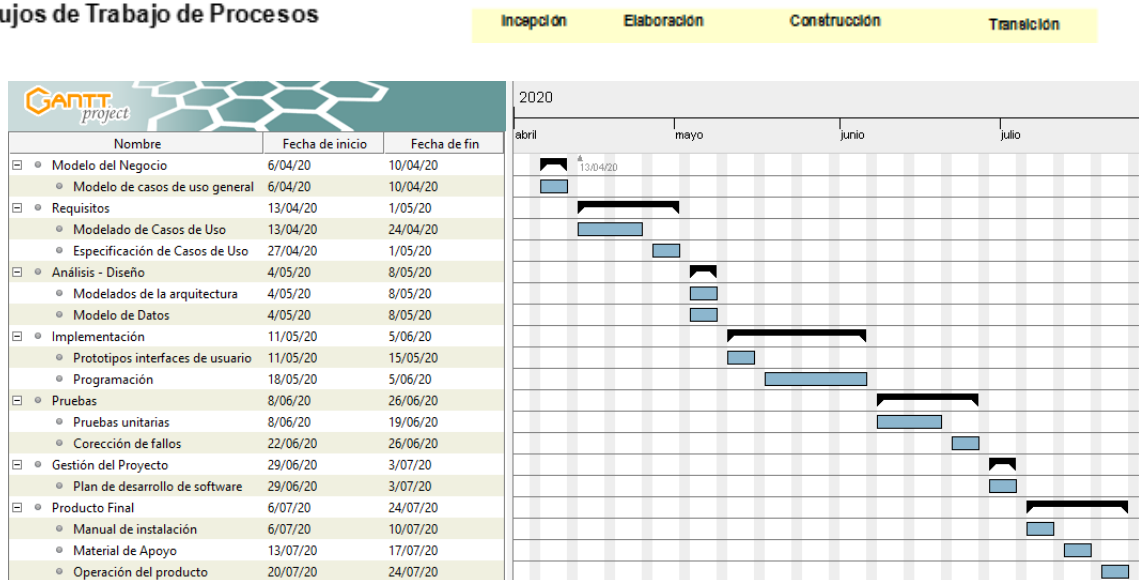 ujos de Trabajo de Procesos
Incepción Elaboración Construcción Transición
GANTT project
2020
abril mayo junio julio
Nombre Fecha de inicio Fecha de fin
Modelo del Negocio 6/04/20 10/04/20
13/04/20
Modelo de casos de uso general 6/04/20 10/04/20
Requisitos 13/04/20 1/05/20
Modelado de Casos de Uso 13/04/20 24/04/20
Especificación de Casos de Uso 27/04/20 1/05/20
Análisis - Diseño 4/05/20 8/05/20
Modelados de la arquitectura 4/05/20 8/05/20
Modelo de Datos 4/05/20 8/05/20
Implementación 11/05/20 5/06/20
Prototipos interfaces de usuario 11/05/20 15/05/20
Programación 18/05/20 5/06/20
Pruebas 8/06/20 26/06/20
Pruebas unitarias 8/06/20 19/06/20
Corección de fallos 22/06/20 26/06/20
Gestión del Proyecto 29/06/20 3/07/20
Plan de desarrollo de software 29/06/20 3/07/20
Producto Final 6/07/20 24/07/20
Manual de instalación 6/07/20 10/07/20
Material de Apoyo 13/07/20 17/07/20
Operación del producto 20/07/20 24/07/20